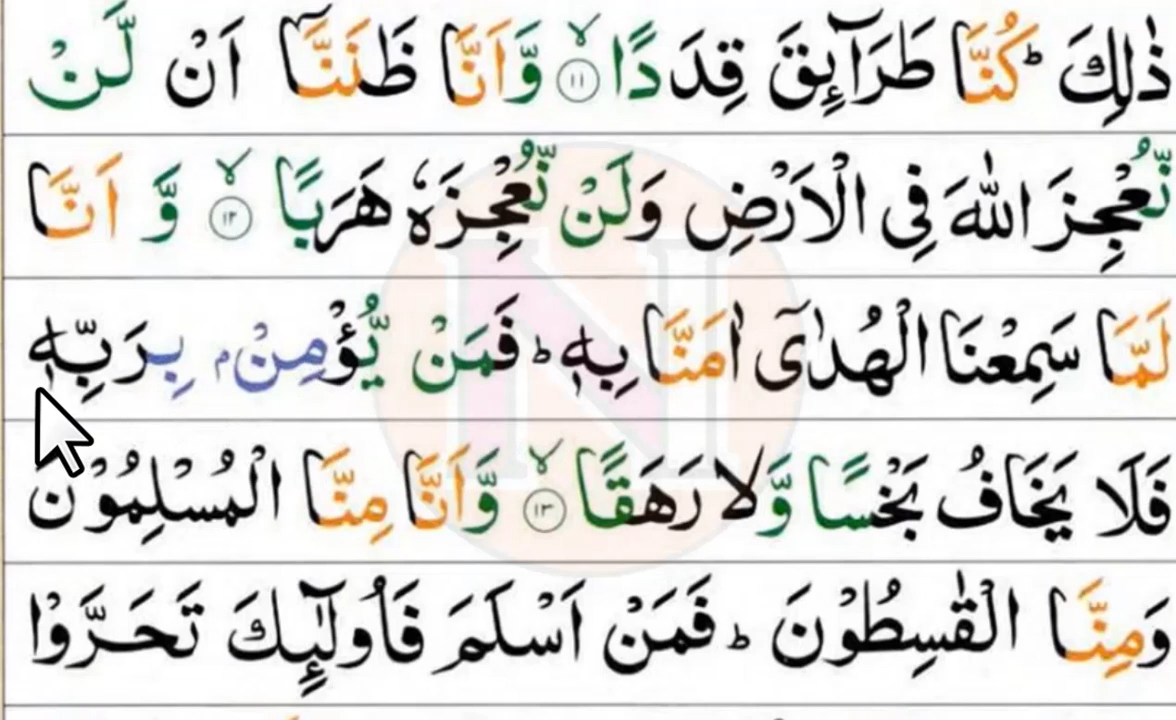 ذٰلِكَ ؕ كُنَّا طَرَآئِقَ قِدَدًا ۙ﴿۱۱﴾ وَّاَنَّا ظَنَنَّاۤ اَنْ لَّنْ
نُّعْجِزَ اللّٰهَ فِی الْاَرْضِ وَلَنْ نُّعْجِزَهٗ هَرَبًا ۙ﴿۱۲﴾ وَّ اَنَّا
لَمَّا سَمِعْنَا الْهُدٰۤی اٰمَنَّا بِهٖ ؕ فَمَنْ یُّؤْمِنْۢ بِرَبِّهٖ
فَلَا یَخَافُ بَخْسًا وَّلَا رَهَقًا ۙ﴿۱۳﴾ وَّاَنَّا مِنَّا الْمُسْلِمُوْنَ
وَمِنَّا الْقٰسِطُوْنَ ؕ فَمَنْ اَسْلَمَ فَاُولٰٓئِكَ تَحَرَّوْا